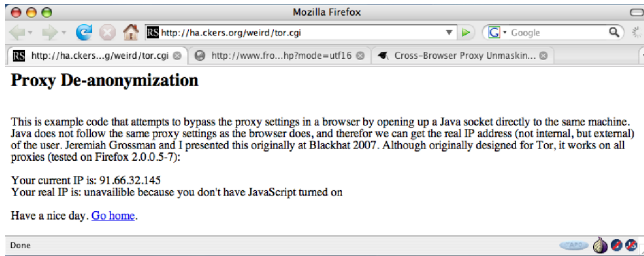 Mozilla Firefox
RS http://ha.ckers.org/weird/tor.cgi
G Google
RS http://ha.ckers...g/weird/tor.cgi
http://www.fro...hp?mode=utf16
Cross-Browser Proxy Unmaskin...
Proxy De-anonymization
This is example code that attempts to bypass the proxy settings in a browser by opening up a Java socket directly to the same machine.
Java does not follow the same proxy settings as the browser does, and therefor we can get the real IP address (not internal, but external)
of the user. Jeremiah Grossman and I presented this originally at Blackhat 2007. Although originally designed for Tor, it works on all
proxies (tested on Firefox 2.0.0.5-7):
Your current IP is: 91.66.32.145
Your real IP is: unavailible because you don't have JavaScript turned on
Have a nice day. Go home.
Done